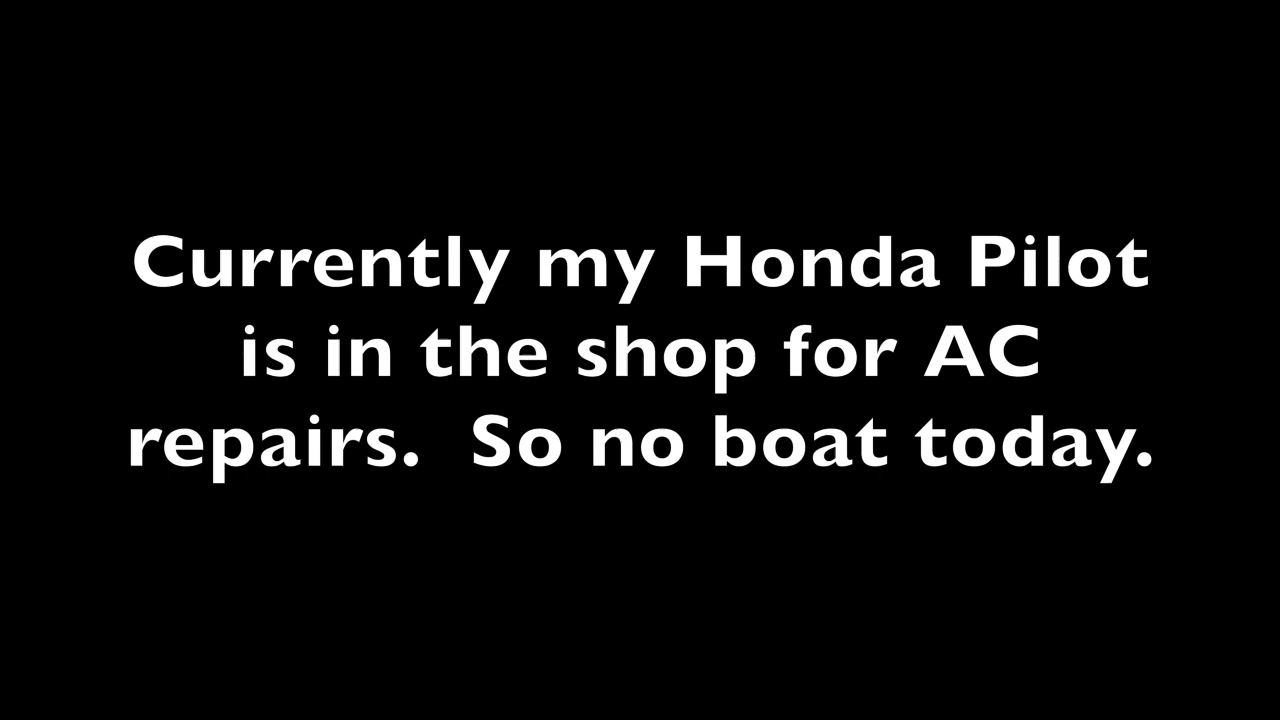 Currently my Honda Pilot
is in the shop for AC
repairs.  So no boat today.